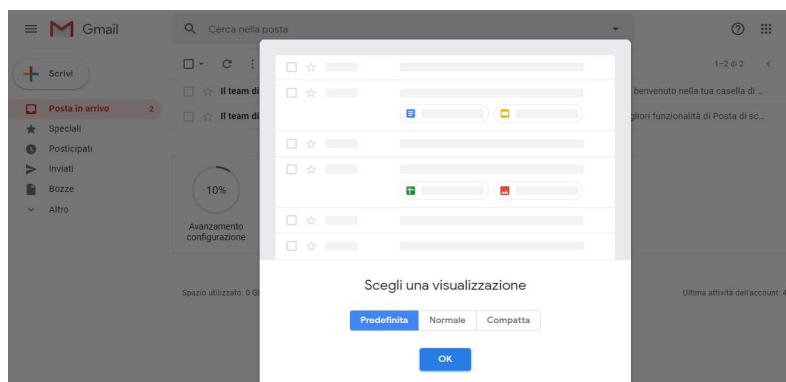 Gmail
Cerca nella posta
Scrivi
1–2 di 2
Posta in arrivo 2
Il team di
benvenuto nella tua casella di ...
Speciali
Il team di
gliori funzionalità di Posta di sc...
Posticipati
Inviati
Bozze
Altro
10%
Avanzamento
configurazione
Spazio utilizzato: 0 G
Ultima attività dell'account: 4
Scegli una visualizzazione
Predefinita Normale Compatta
OK